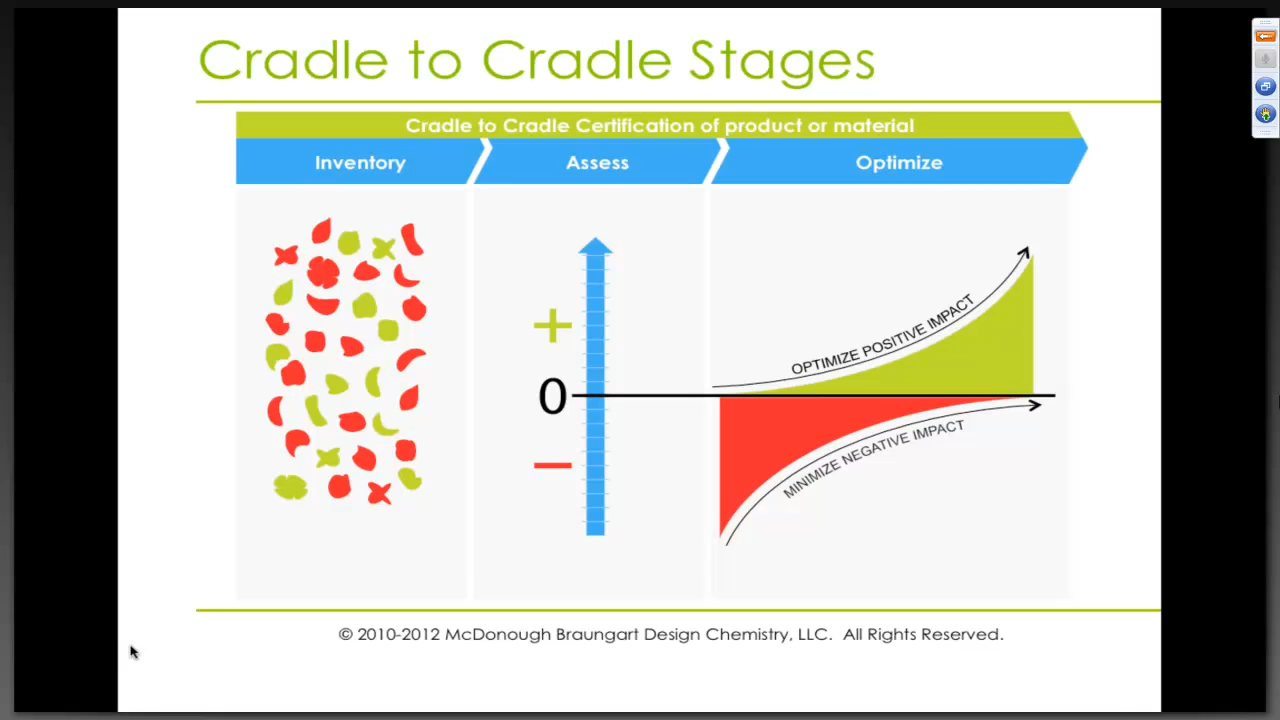 Cradle to Cradle Stages
Cradle to Cradle Certification of product or material
Inventory
Assess
Optimize
+
0
–
OPTIMIZE POSITIVE IMPACT
MINIMIZE NEGATIVE IMPACT
© 2010-2012 McDonough Braungart Design Chemistry, LLC. All Rights Reserved.